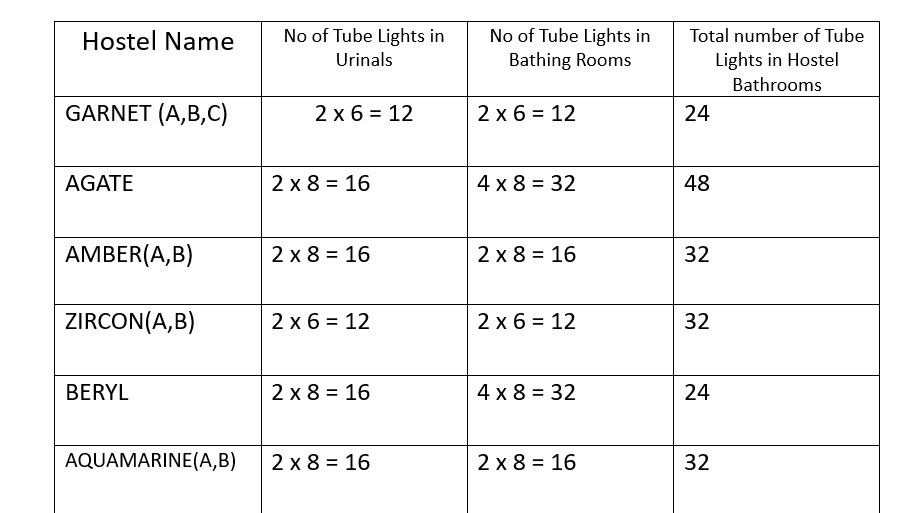 Hostel Name
No of Tube Lights in
Urinals
No of Tube Lights in
Bathing Rooms
Total number of Tube
Lights in Hostel
Bathrooms
GARNET (A,B,C) 2 x 6 = 12 2 x 6 = 12 24
AGATE 2 x 8 = 16 4 x 8 = 32 48
AMBER(A,B) 2 x 8 = 16 2 x 8 = 16 32
ZIRCON(A,B) 2 x 6 = 12 2 x 6 = 12 32
BERYL 2 x 8 = 16 4 x 8 = 32 24
AQUAMARINE(A,B) 2 x 8 = 16 2 x 8 = 16 32